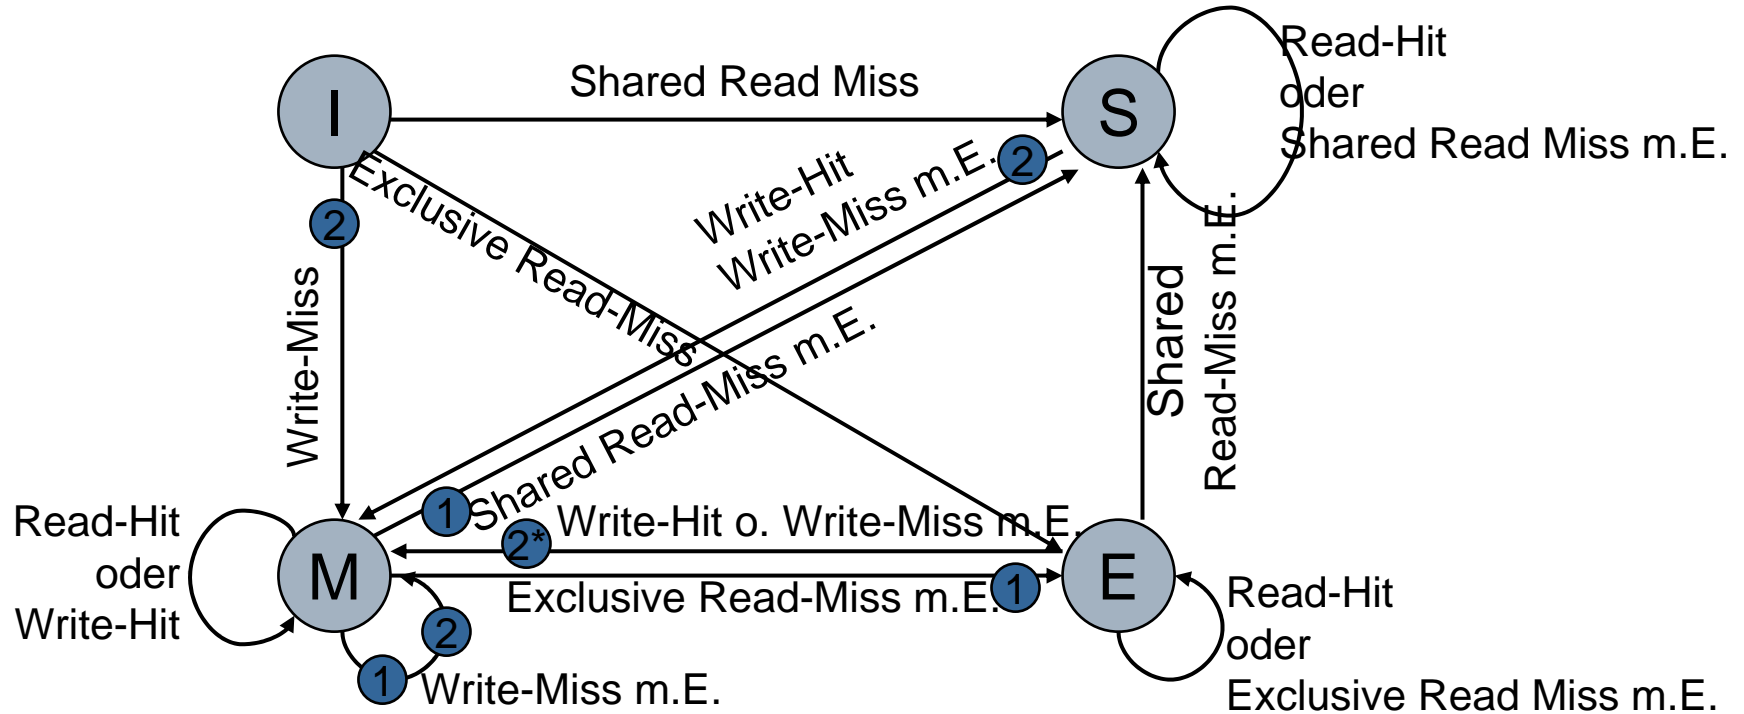 I
Shared Read Miss
S
Read-Hit
oder
Shared Read Miss m.E.
2
Write-Hit
Write-Miss m.E.
2
Exclusive Read-Miss
Write-Miss
Shared Read-Miss m.E.
Shared
Read-Miss m.E.
Read-Hit
oder
Write-Hit
M
1
2*
Write-Hit o. Write-Miss m.E.
Exclusive Read-Miss m.E.
1
E
2
1
Write-Miss m.E.
Read-Hit
oder
Exclusive Read Miss m.E.